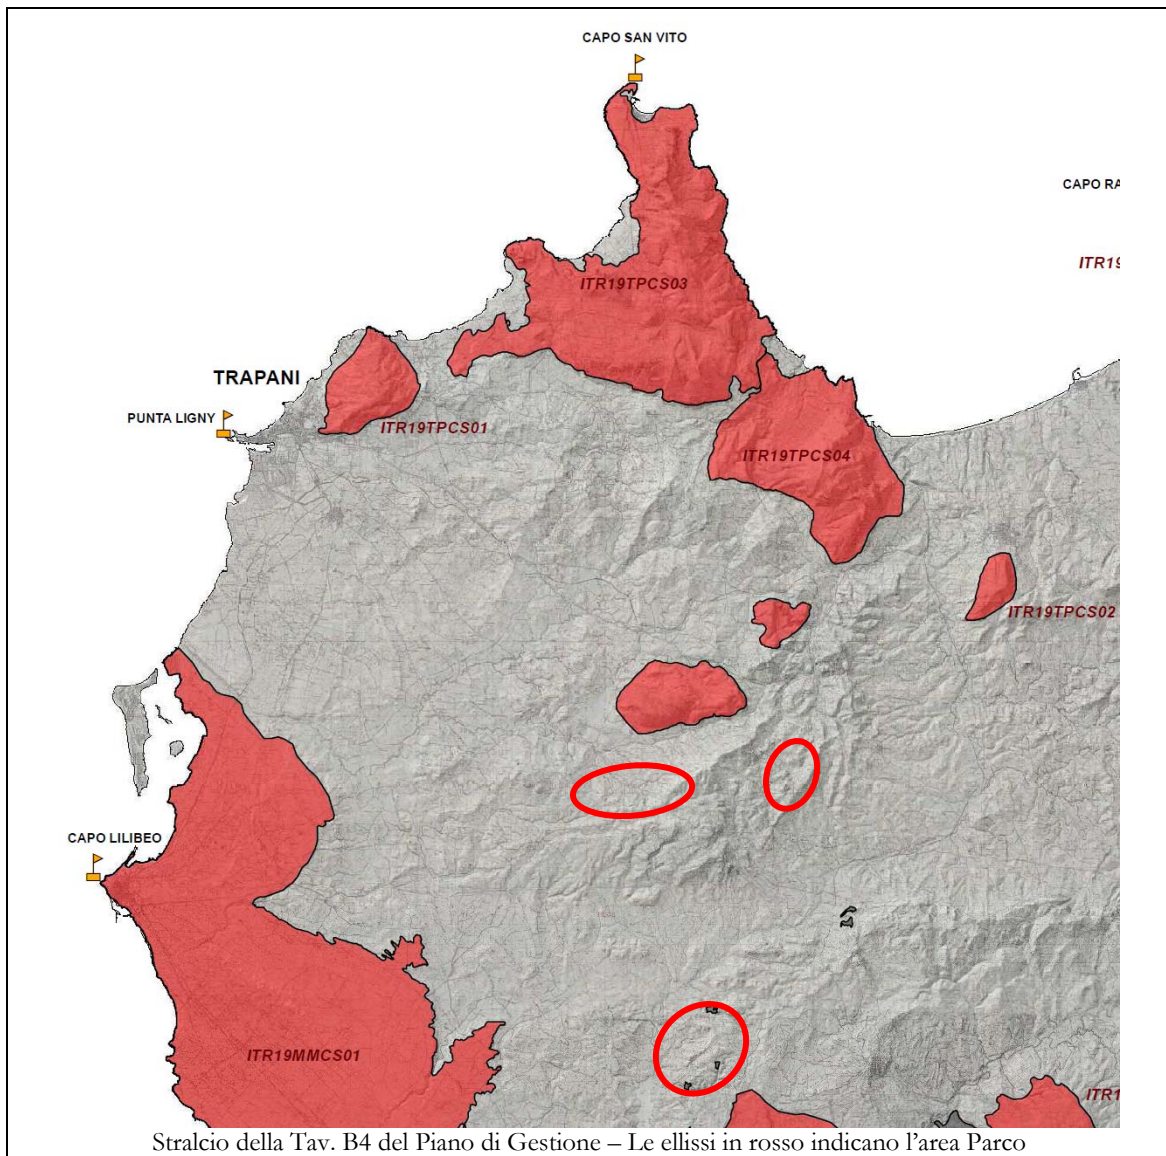 CAPO SAN VITO
CAPO RA
ITR19
ITR19TPCS03
TRAPANI
PUNTA LIGNY
ITR19TPCS01
ITR19TPCS04
ITR19TPCS02
CAPO LILIBEO
ITR19MMCS01
ITR1
Stralcio della Tav. B4 del Piano di Gestione – Le ellissi in rosso indicano l’area Parco